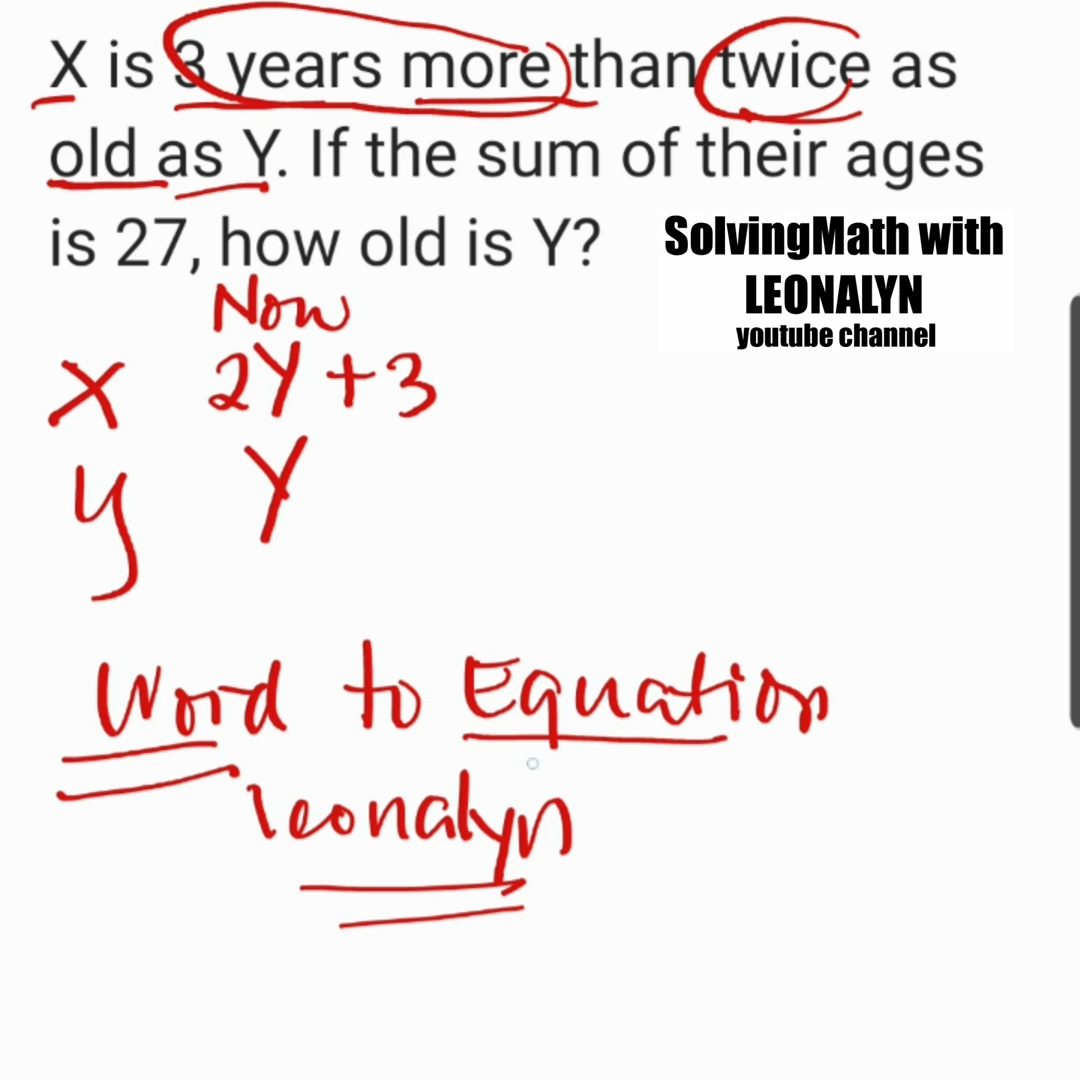 X is 3 years more than twice as
old as Y. If the sum of their ages
is 27, how old is Y?
SolvingMath with
LEONALYN
youtube channel
Now
X 2Y + 3
y Y
Word to Equation
leonalyn